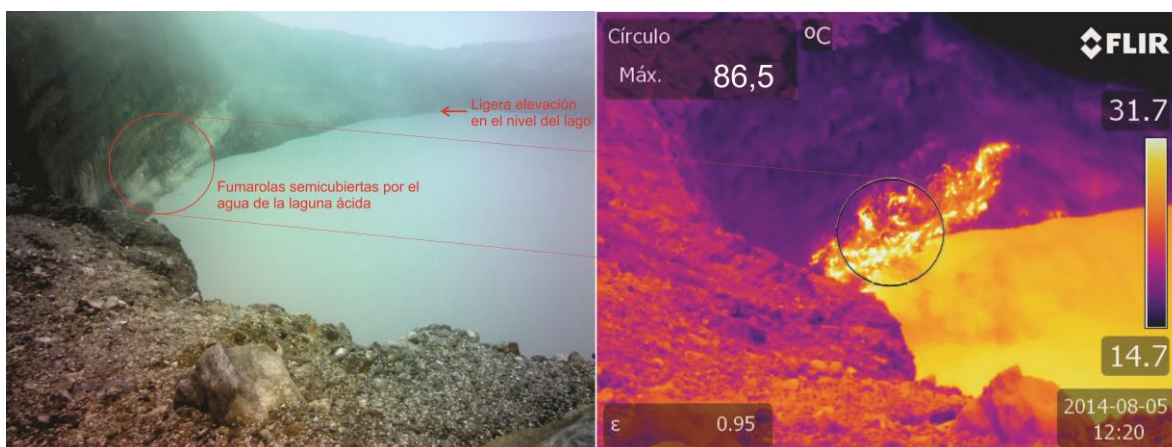 Ligera elevación
en el nivel del lago
Fumarolas semicubiertas por el
agua de la laguna ácida
Círculo
Máx. 86,5
ºC
FLIR
31.7
14.7
ε 0.95
2014-08-05
12:20